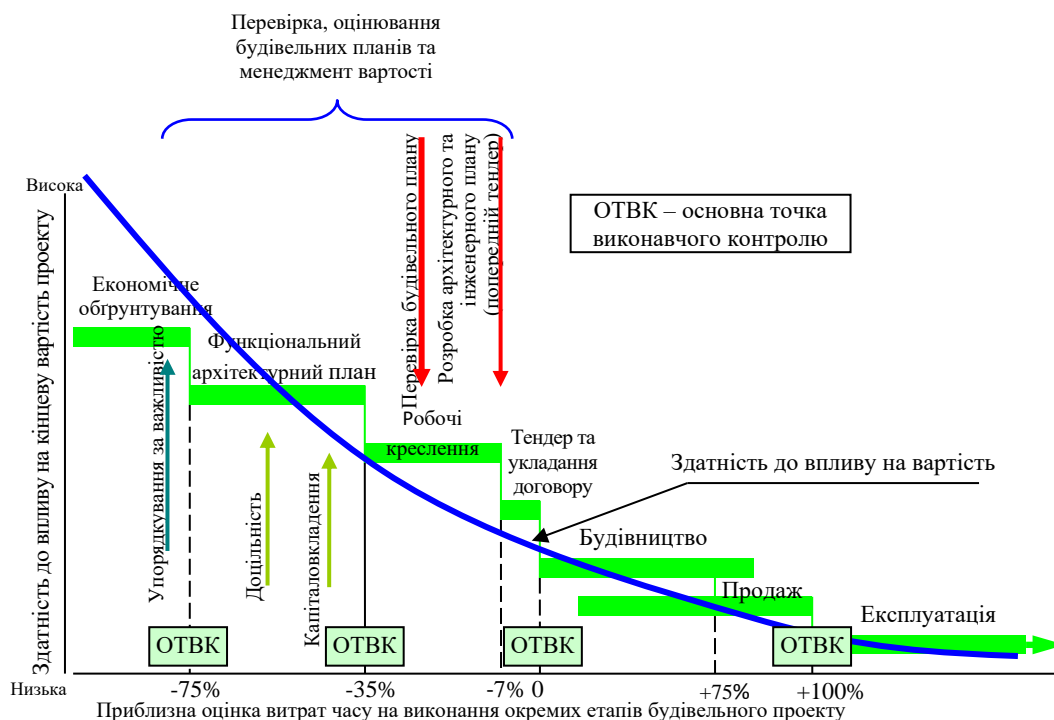 Перевірка, оцінювання
будівельних планів та
менеджмент вартості
Перевірка будівельного плану
Розробка архітектурного та
інженерного плану
(попередній тендер)
Висока
ОТВК – основна точка
виконавчого контролю
Здатність до впливу на кінцеву вартість проекту
Економічне
обґрунтування
Функціональний
архітектурний план
Упорядкування за важливістю
Доцільність
Капіталовкладення
Робочі
креслення
Тендер та
укладання
договору
Здатність до впливу на вартість
Будівництво
Продаж
Експлуатація
ОТВК
ОТВК
ОТВК
ОТВК
Низька
-75%
-35%
-7%
0
+75%
+100%
Приблизна оцінка витрат часу на виконання окремих етапів будівельного проекту